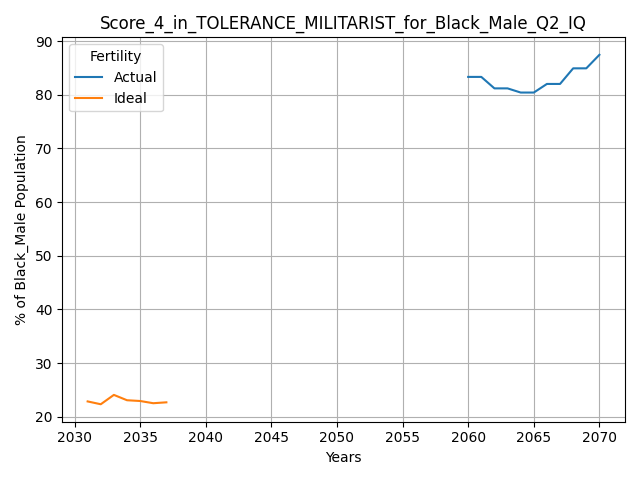 Score_4_in_TOLERANCE_MILITARIST_for_Black_Male_Q2_IQ
Fertility
Actual
Ideal
% of Black_Male Population
90
80
70
60
50
40
30
20
2030 2035 2040 2045 2050 2055 2060 2065 2070
Years